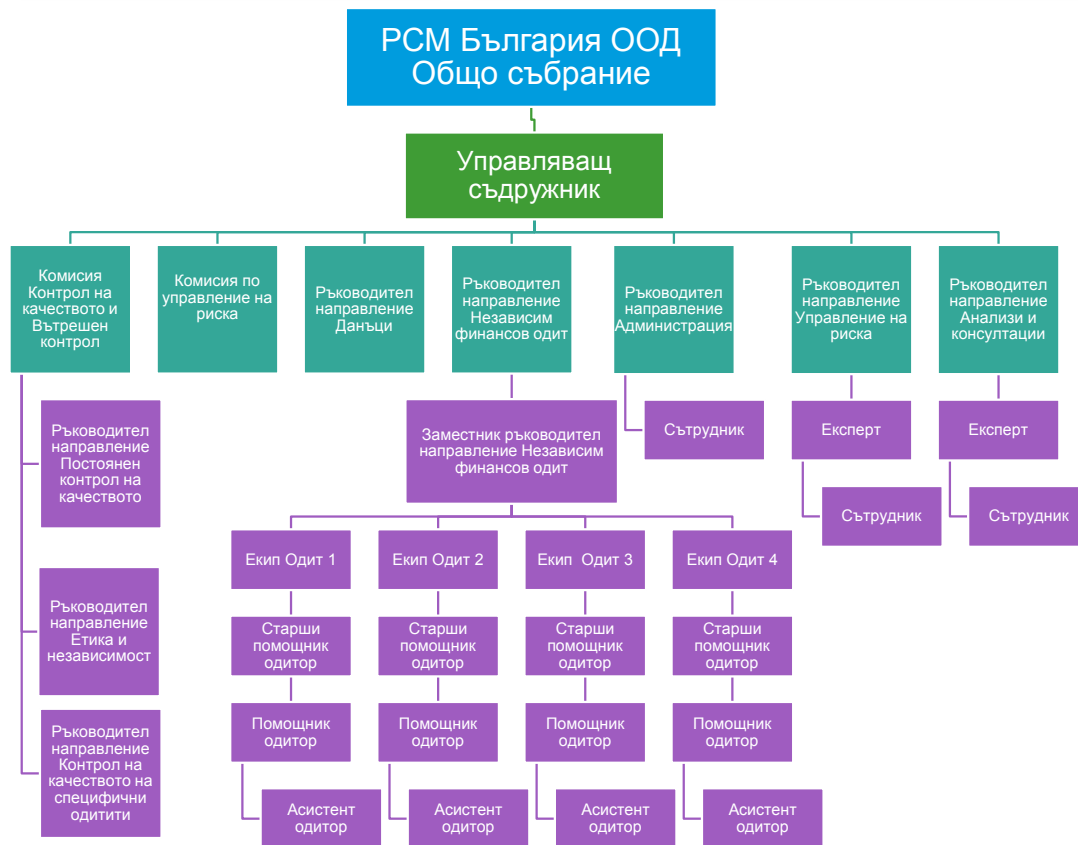 РСМ България ООД
Общо събрание
Управляващ
съдружник
Комисия
Контрол на
качеството и
Вътрешен
контрол
Комисия по
управление на
риска
Ръководител
направление
Данъци
Ръководител
направление
Независим
финансов одит
Ръководител
направление
Администрация
Ръководител
направление
Управление на
риска
Ръководител
направление
Анализи и
консултации
Ръководител
направление
Постоянен
контрол на
качеството
Заместник ръководител
направление Независим
финансов одит
Сътрудник
Експерт
Експерт
Сътрудник
Сътрудник
Екип Одит 1
Екип Одит 2
Екип  Одит 3
Екип Одит 4
Ръководител
направление
Етика и
независимост
Старши
помощник
одитор
Старши
помощник
одитор
Старши
помощник
одитор
Старши
помощник
одитор
Ръководител
направление
Контрол на
качеството на
специфични
одитити
Помощник
одитор
Помощник
одитор
Помощник
одитор
Помощник
одитор
Асистент
одитор
Асистент
одитор
Асистент
одитор
Асистент
одитор